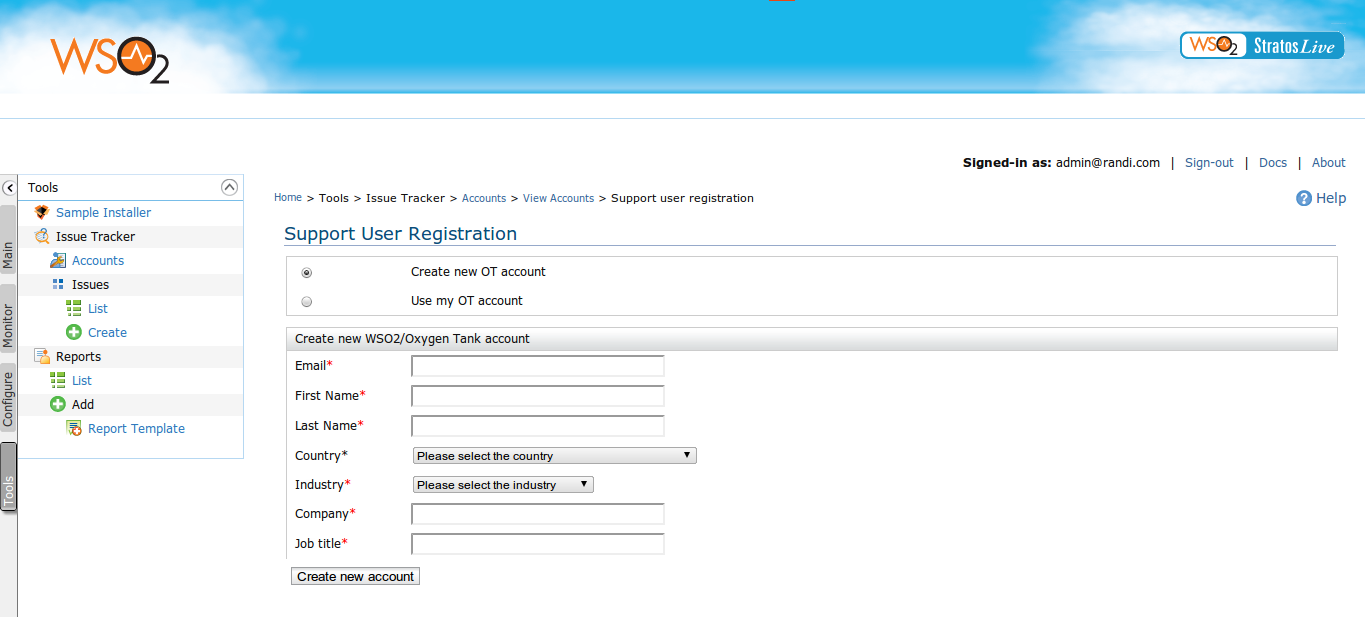 WSO2
WSO2 Stratos Live
Signed-in as: admin@randi.com | Sign-out | Docs | About
Main
Monitor
Configure
Tools
Tools
Sample Installer
Issue Tracker
Accounts
Issues
List
Create
Reports
List
Add
Report Template
Home > Tools > Issue Tracker > Accounts > View Accounts > Support user registration
? Help
Support User Registration
Create new OT account
Use my OT account
Create new WSO2/Oxygen Tank account
Email*
First Name*
Last Name*
Country* Please select the country
Industry* Please select the industry
Company*
Job title*
Create new account